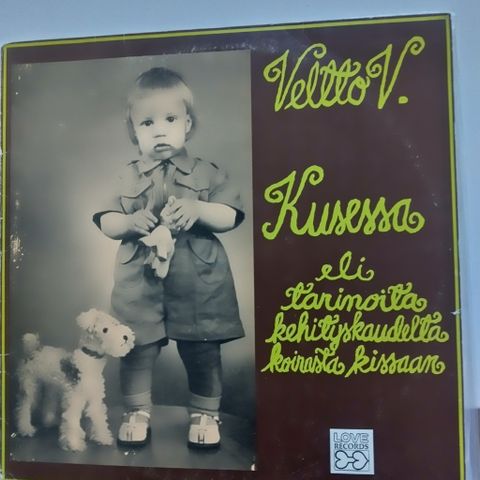 Veltto V.
Kusessa
eli
tarinoita
kehityskaudelta
koirasta kissaan
LOVE
RECORDS